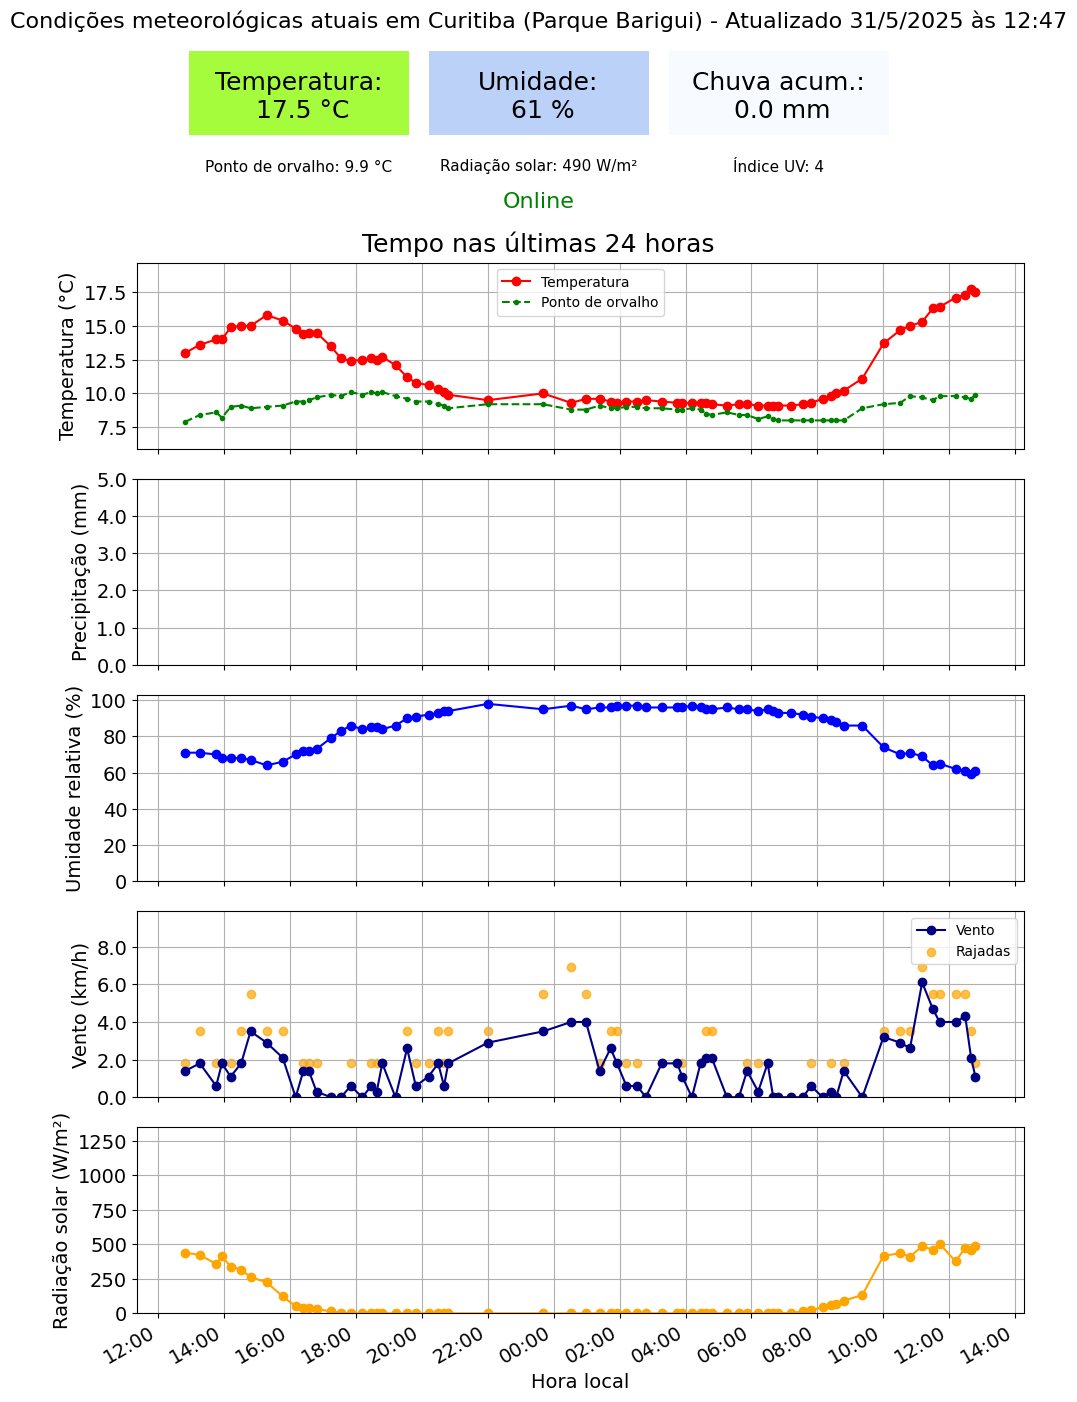 Condições meteorológicas atuais em Curitiba (Parque Barigui) - Atualizado 31/5/2025 às 12:47
Temperatura:
17.5 °C
Umidade:
61 %
Chuva acum.:
0.0 mm
Ponto de orvalho: 9.9 °C
Radiação solar: 490 W/m²
Índice UV: 4
Online
Tempo nas últimas 24 horas
Temperatura (°C)
17.5
15.0
12.5
10.0
7.5
Temperatura
Ponto de orvalho
Precipitação (mm)
5.0
4.0
3.0
2.0
1.0
0.0
Umidade relativa (%)
100
80
60
40
20
0
Vento (km/h)
8.0
6.0
4.0
2.0
0.0
Vento
Rajadas
Radiação solar (W/m²)
1250
1000
750
500
250
0
12:00
14:00
16:00
18:00
20:00
22:00
00:00
02:00
04:00
06:00
08:00
10:00
12:00
14:00
Hora local